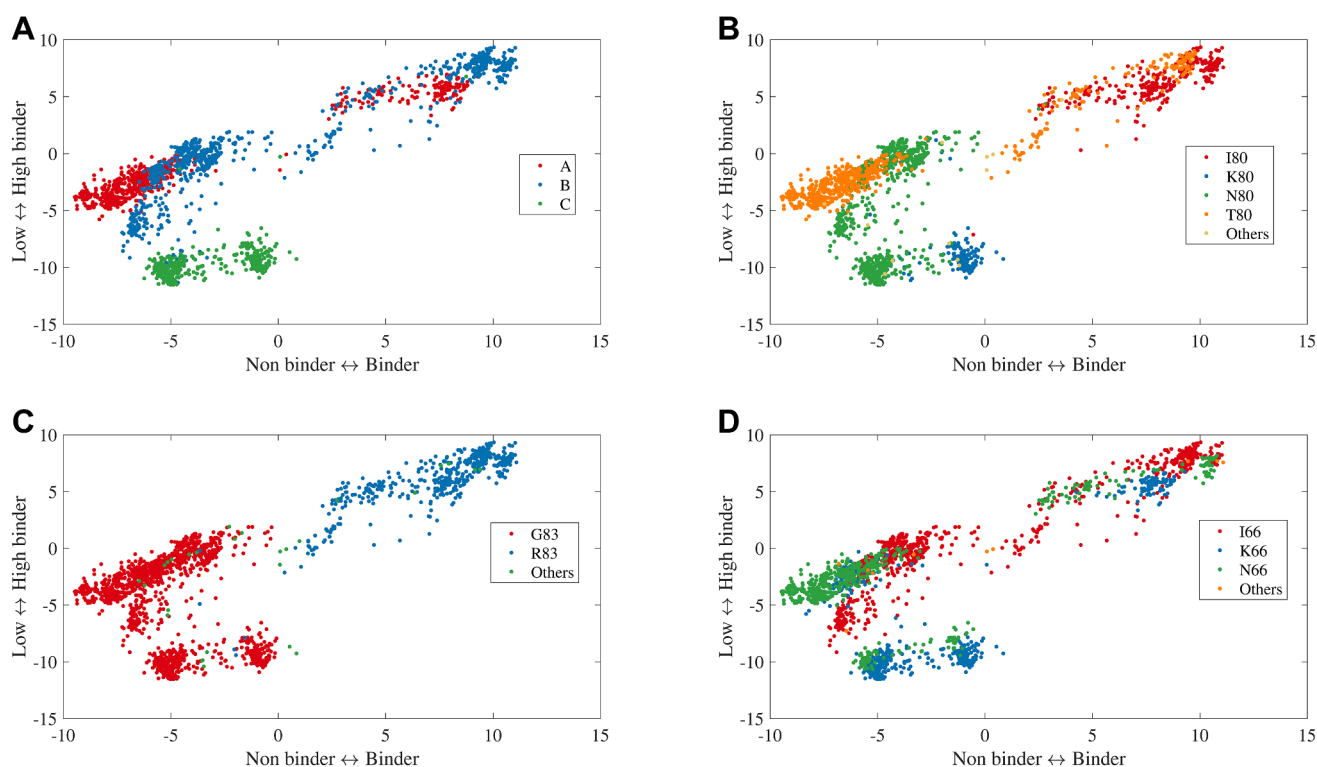 A
10
5
0
-5
-10
-15
Low ↔ High binder
-10 -5 0 5 10 15
Non binder ↔ Binder
A
B
C
B
10
5
0
-5
-10
-15
Low ↔ High binder
-10 -5 0 5 10 15
Non binder ↔ Binder
I80
K80
N80
T80
Others
C
10
5
0
-5
-10
-15
Low ↔ High binder
-10 -5 0 5 10 15
Non binder ↔ Binder
G83
R83
Others
D
10
5
0
-5
-10
-15
Low ↔ High binder
-10 -5 0 5 10 15
Non binder ↔ Binder
I66
K66
N66
Others